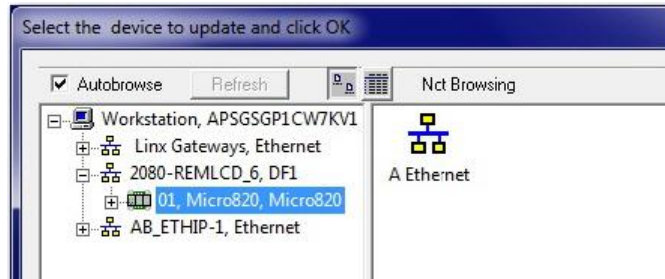 Select the device to update and click OK
Autobrowse Refresh Not Browsing
Workstation, APSGSGP1CW7KV1
Linx Gateways, Ethernet
2080-REMLCD_6, DF1
01, Micro820, Micro820
AB_ETHIP-1, Ethernet
A Ethernet